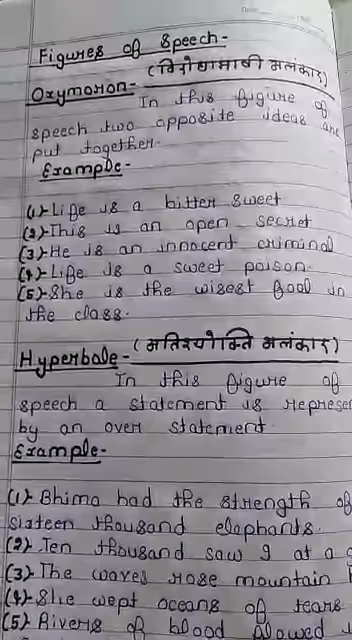 Figures of Speech-
Oxymoron- (विरोधाभाषी अलंकार)
In this figure of
speech two opposite ideas are
put together.
Example-
(1)-Life is a bitter sweet
(2)-This is an open secret
(3)-He is an innocent criminal
(4)-Life is a sweet poison.
(5)-She is the wisest fool in
the class.
Hyperbole- (अतिश्योक्ति अलंकार)
In this figure of
speech a statement is represe
by an over statement.
Example-
(1)- Bhima had the strength of
sixteen thousand elephants.
(2)-Ten thousand saw I at a g
(3)-The waves rose mountain h
(4)-She wept oceans of tears
(5)-Rivers of blood flowed